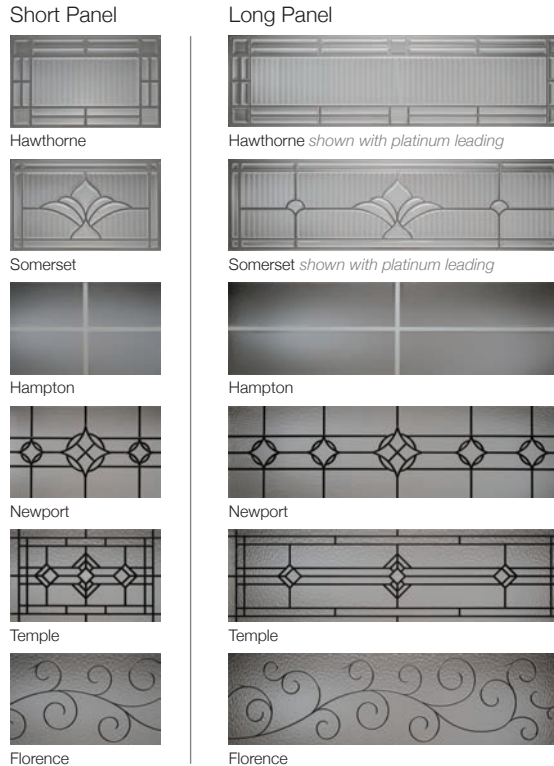 Short Panel
Long Panel
Hawthorne
Hawthorne shown with platinum leading
Somerset
Somerset shown with platinum leading
Hampton
Hampton
Newport
Newport
Temple
Temple
Florence
Florence